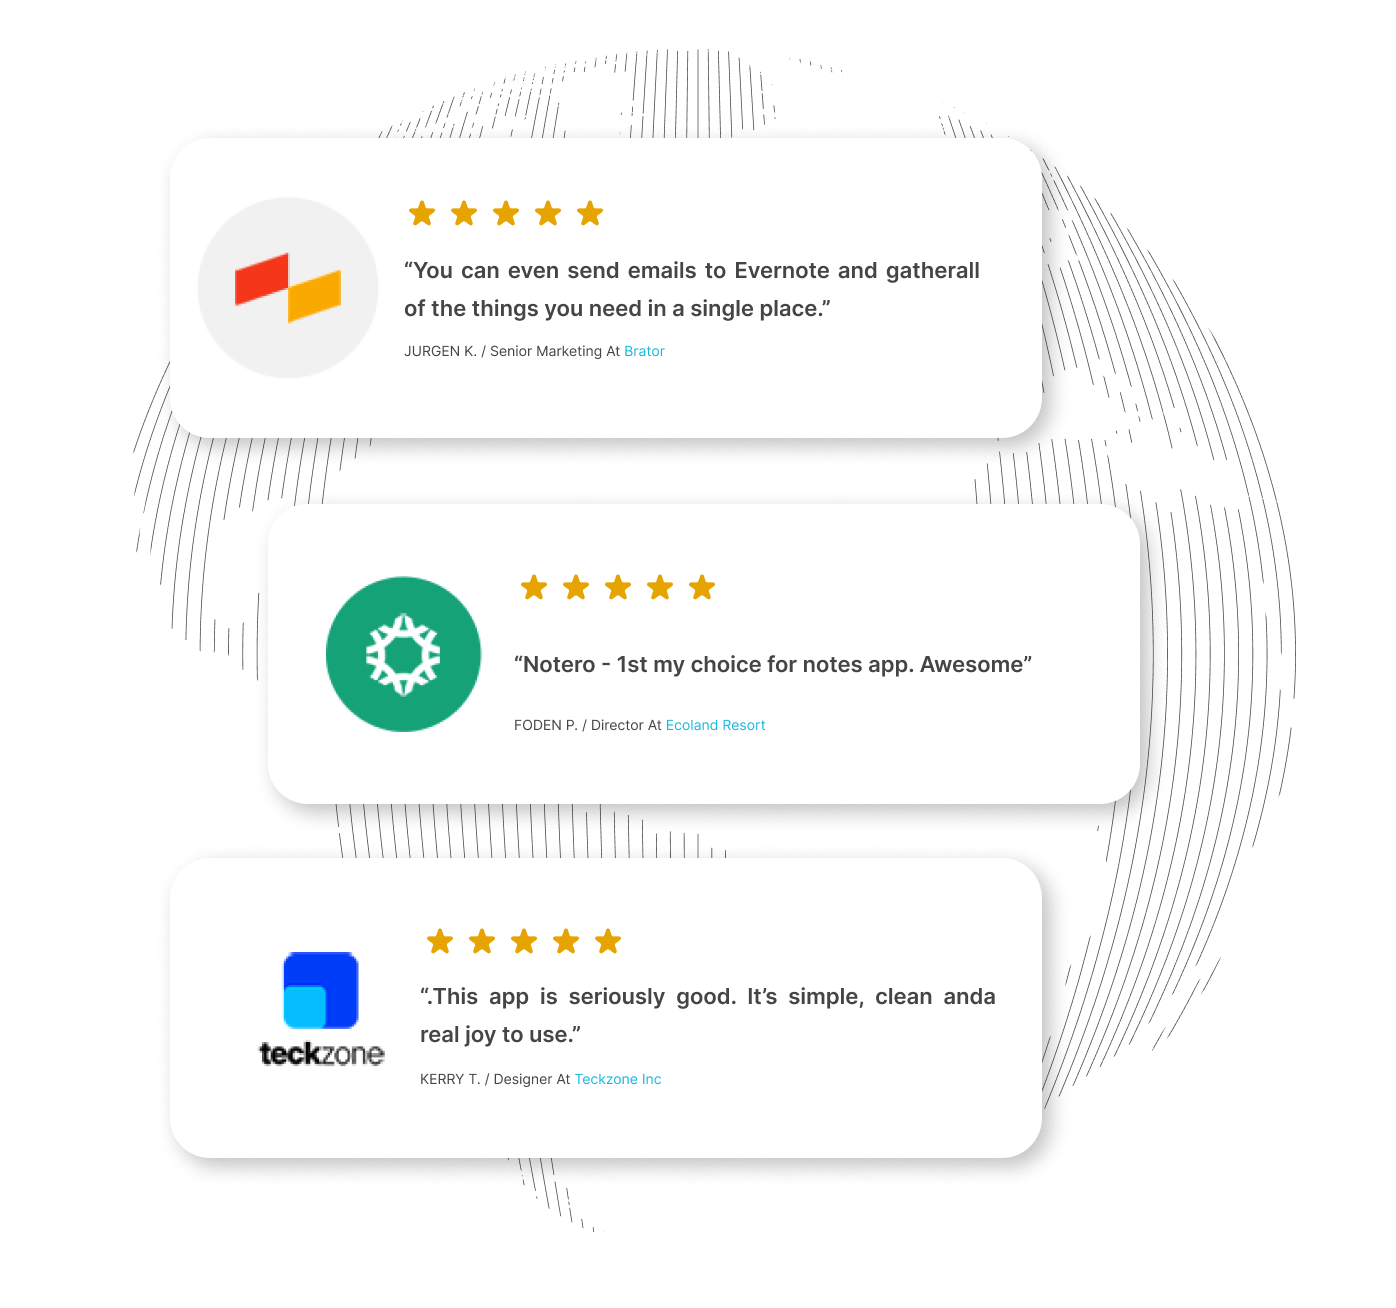 “You can even send emails to Evernote and gatherall
of the things you need in a single place.”
JURGEN K. / Senior Marketing At Brator
“Notero - 1st my choice for notes app. Awesome”
FODEN P. / Director At Ecoland Resort
teckzone
“.This app is seriously good. It’s simple, clean anda
real joy to use.”
KERRY T. / Designer At Teckzone Inc